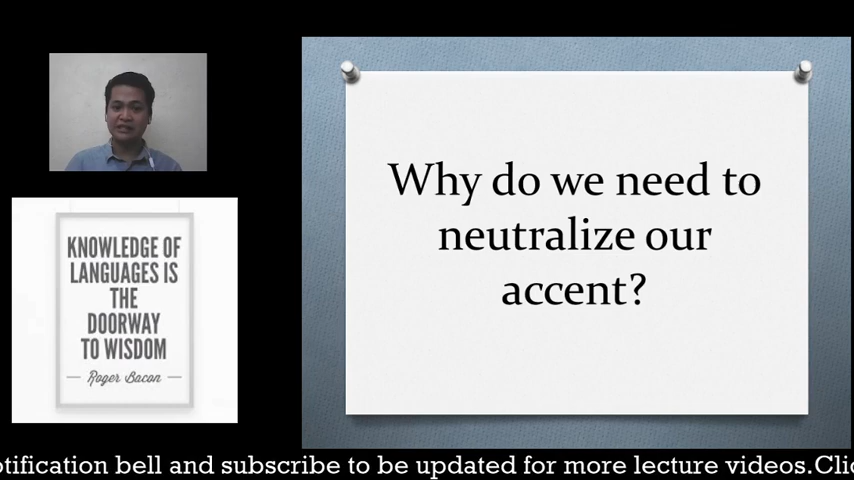 KNOWLEDGE OF
LANGUAGES IS
THE
DOORWAY
TO WISDOM
— Roger Bacon —
Why do we need to
neutralize our
accent?
otification bell and subscribe to be updated for more lecture videos.Clic